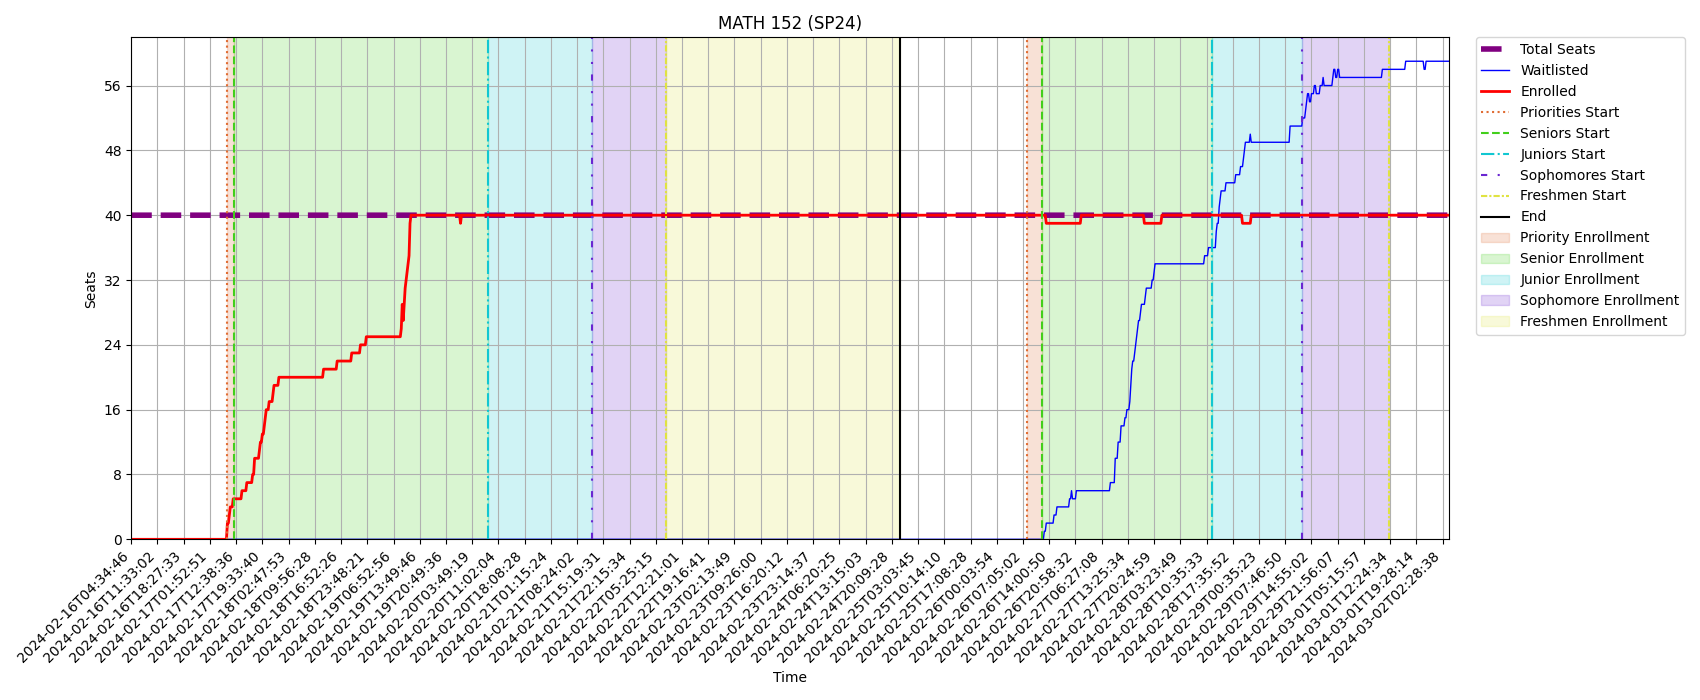 MATH 152 (SP24)
Seats
56
48
40
32
24
16
8
0
2024-02-16T04:34:46
2024-02-16T11:33:02
2024-02-16T18:27:33
2024-02-17T01:52:51
2024-02-17T12:38:36
2024-02-17T19:33:40
2024-02-18T02:47:53
2024-02-18T09:56:28
2024-02-18T16:52:26
2024-02-18T23:48:21
2024-02-19T06:52:56
2024-02-19T13:49:46
2024-02-19T20:49:36
2024-02-20T03:49:19
2024-02-20T11:02:04
2024-02-20T18:08:28
2024-02-21T01:15:24
2024-02-21T08:24:02
2024-02-21T15:19:31
2024-02-21T22:15:34
2024-02-22T05:25:15
2024-02-22T12:21:01
2024-02-22T19:16:41
2024-02-23T02:13:49
2024-02-23T09:26:00
2024-02-23T16:20:12
2024-02-23T23:14:37
2024-02-24T06:20:25
2024-02-24T13:15:03
2024-02-24T20:09:28
2024-02-25T03:03:45
2024-02-25T10:14:10
2024-02-25T17:08:28
2024-02-26T00:03:54
2024-02-26T07:05:02
2024-02-26T14:00:50
2024-02-26T20:58:32
2024-02-27T06:27:08
2024-02-27T13:25:34
2024-02-27T20:24:59
2024-02-28T03:23:49
2024-02-28T10:35:33
2024-02-28T17:35:52
2024-02-29T00:35:23
2024-02-29T07:46:50
2024-02-29T14:55:02
2024-02-29T21:56:07
2024-03-01T05:15:57
2024-03-01T12:24:34
2024-03-01T19:28:14
2024-03-02T02:28:38
Time
Total Seats
Waitlisted
Enrolled
Priorities Start
Seniors Start
Juniors Start
Sophomores Start
Freshmen Start
End
Priority Enrollment
Senior Enrollment
Junior Enrollment
Sophomore Enrollment
Freshmen Enrollment